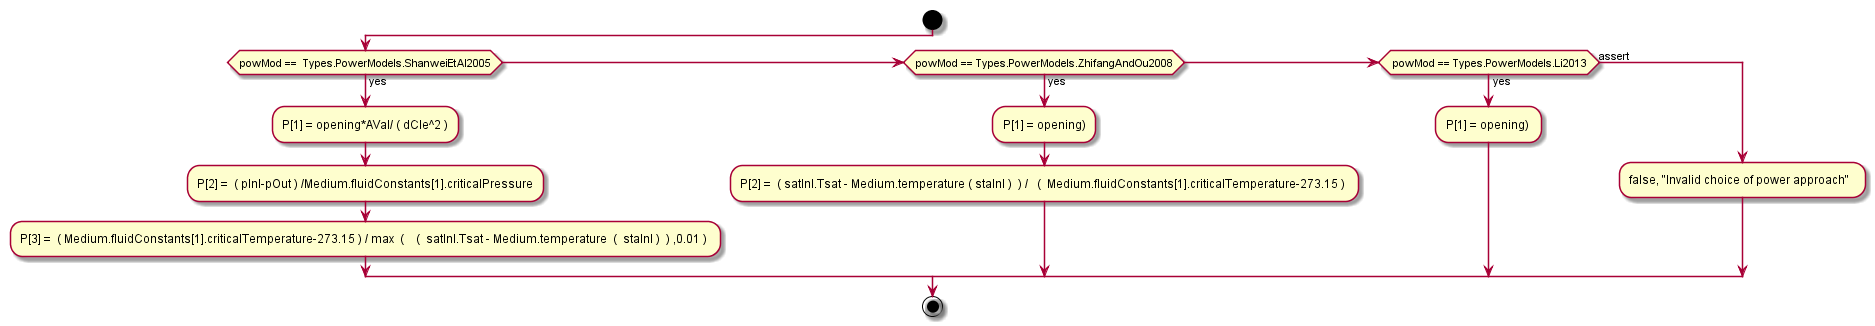 powMod ==  Types.PowerModels.ShanweiEtAl2005
yes
P[1] = opening*AVal/ ( dCle^2 )
P[2] =  ( pInl-pOut ) /Medium.fluidConstants[1].criticalPressure
P[3] =  ( Medium.fluidConstants[1].criticalTemperature-273.15 ) / max  (    (  satInl.Tsat - Medium.temperature  (  staInl )  ) ,0.01 )
powMod == Types.PowerModels.ZhifangAndOu2008
yes
P[1] = opening)
P[2] =  ( satInl.Tsat - Medium.temperature ( staInl )  ) /   (  Medium.fluidConstants[1].criticalTemperature-273.15 )
powMod == Types.PowerModels.Li2013
yes
P[1] = opening)
assert
false, "Invalid choice of power approach"